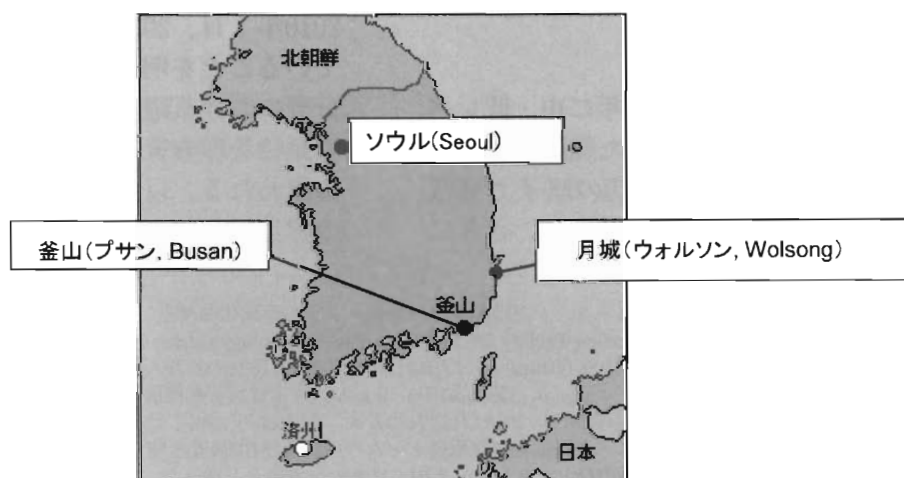 北朝鮮
ソウル(Seoul)
釜山(プサン, Busan)
月城(ウォルソン, Wolsong)
釜山
済州
日本